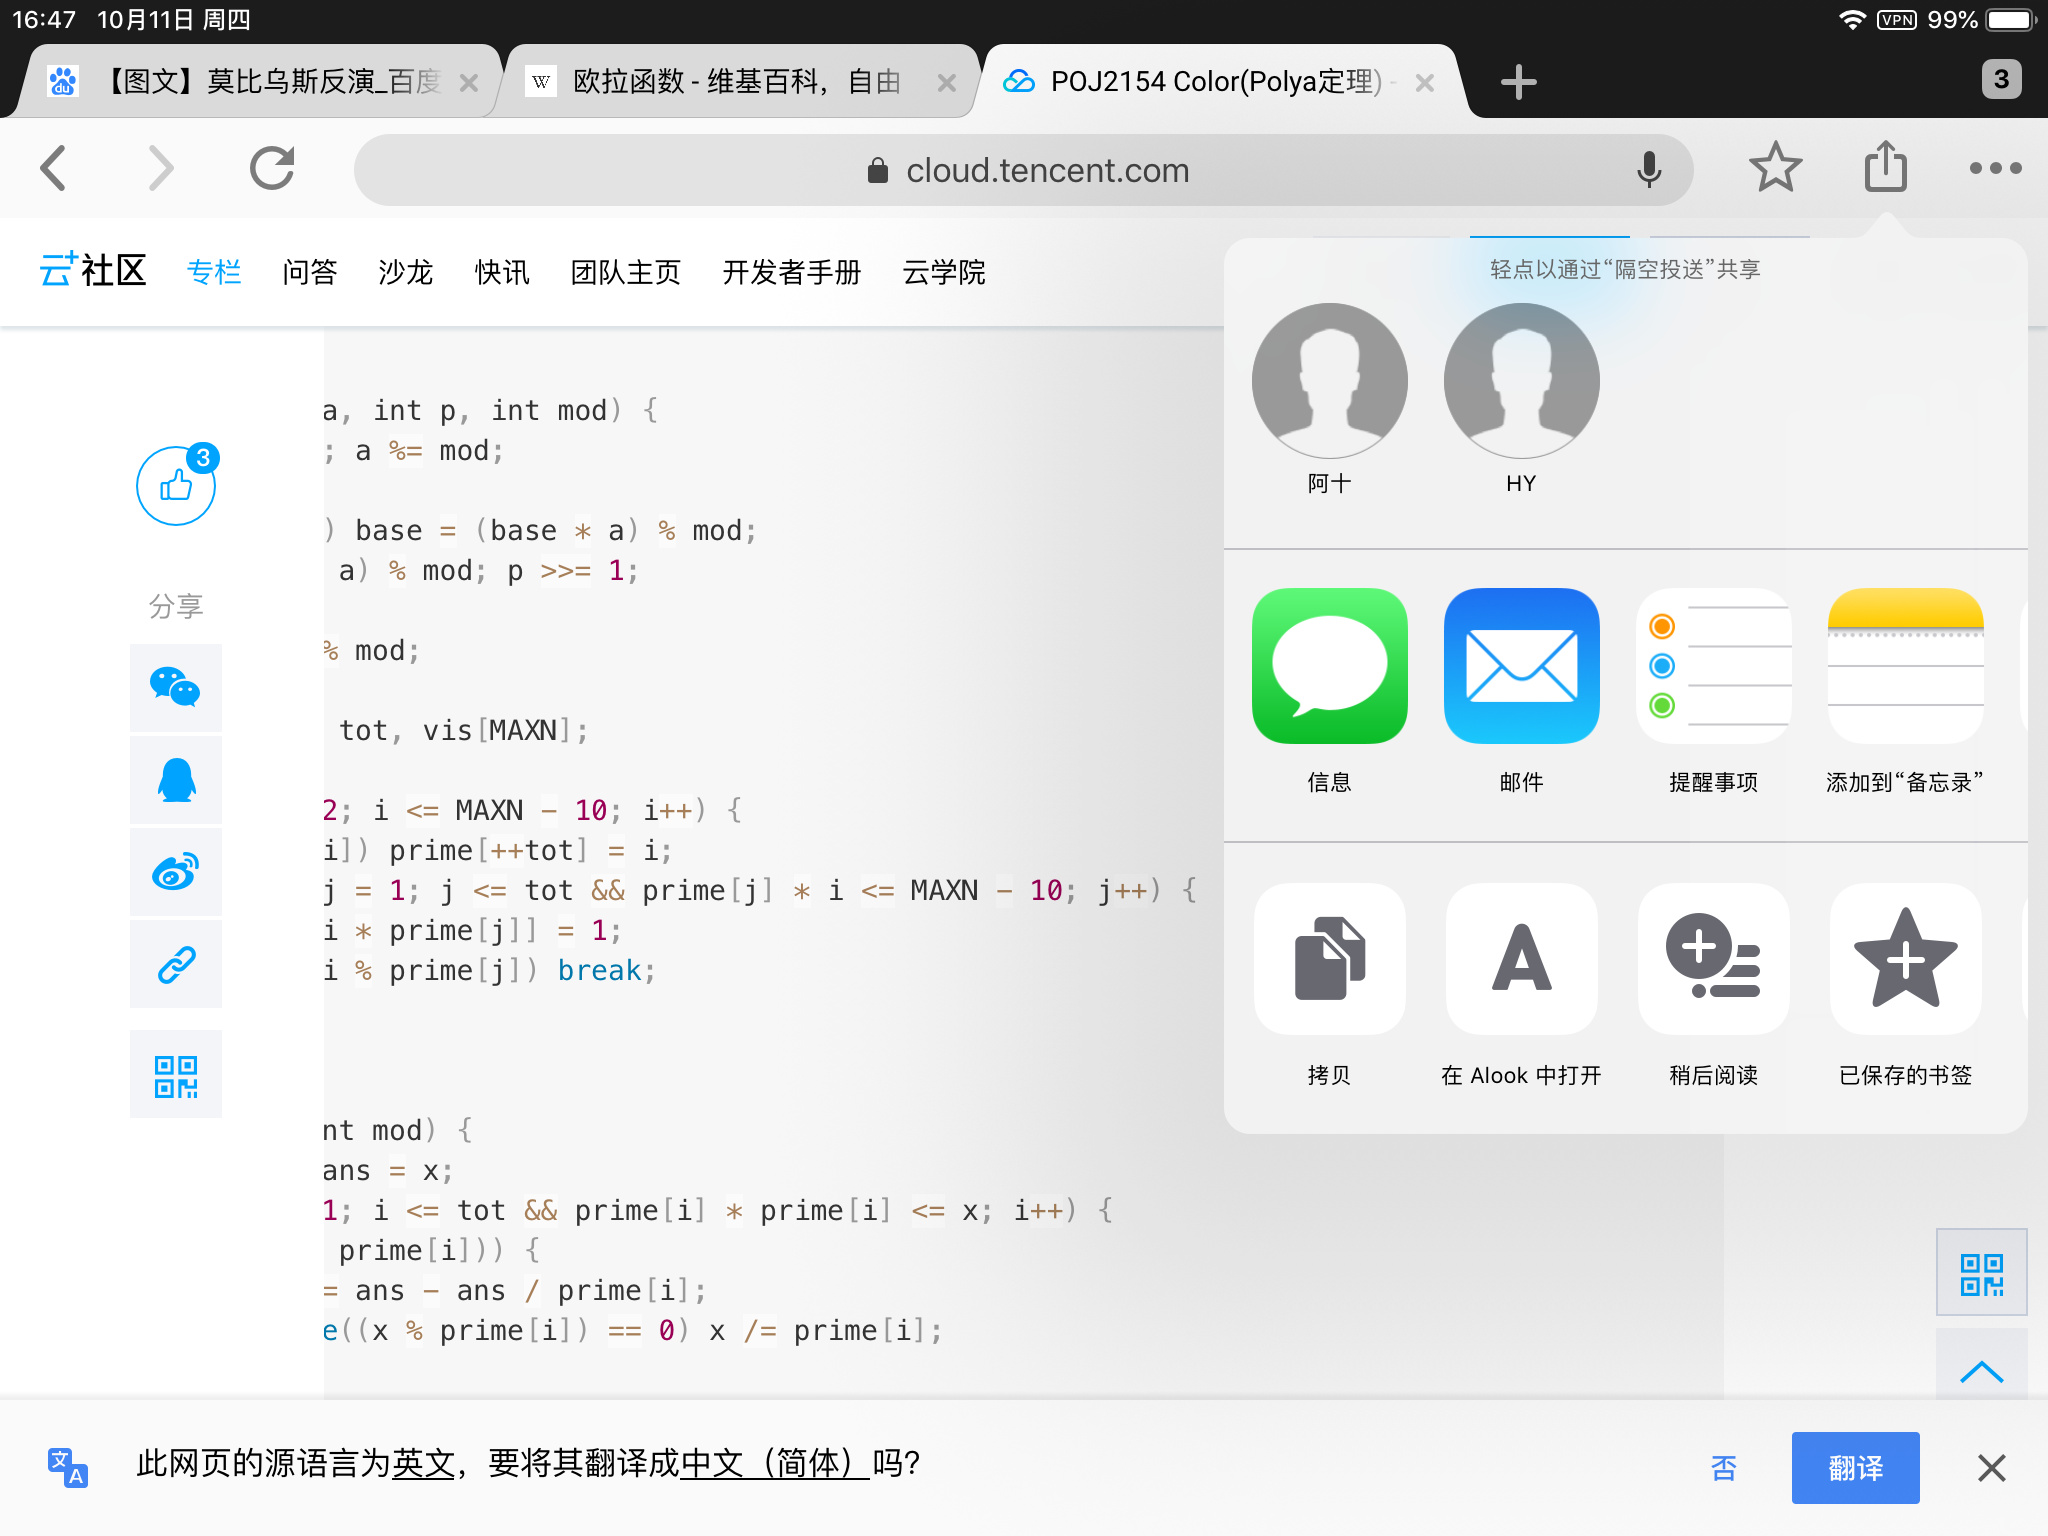 16:47 10月11日 周四
VPN 99%
【图文】莫比乌斯反演_百度
欧拉函数 - 维基百科，自由
POJ2154 Color(Polya定理) -
3
cloud.tencent.com
云+社区 专栏 问答 沙龙 快讯 团队主页 开发者手册 云学院
3
分享
a, int p, int mod) {
; a %= mod;
) base = (base * a) % mod;
a) % mod; p >>= 1;
% mod;
tot, vis[MAXN];
2; i <= MAXN - 10; i++) {
i]) prime[++tot] = i;
j = 1; j <= tot && prime[j] * i <= MAXN - 10; j++) {
i * prime[j]] = 1;
i % prime[j]) break;
nt mod) {
ans = x;
1; i <= tot && prime[i] * prime[i] <= x; i++) {
prime[i])) {
= ans - ans / prime[i];
e((x % prime[i]) == 0) x /= prime[i];
轻点以通过“隔空投送”共享
阿十 HY
信息 邮件 提醒事项 添加到“备忘录”
拷贝 在 Alook 中打开 稍后阅读 已保存的书签
此网页的源语言为英文，要将其翻译成中文（简体）吗？
否 翻译